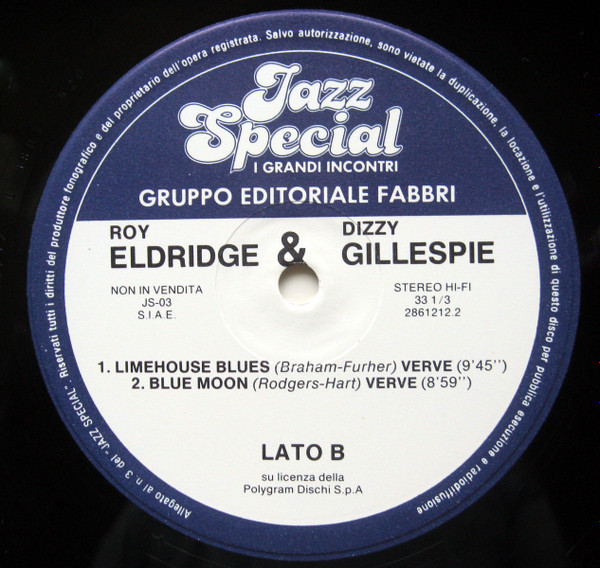 Allegato al n. 3 del "JAZZ SPECIAL". Riservati tutti i diritti del produttore fonografico e del proprietario dell'opera registrata. Salvo autorizzazione, sono vietate la duplicazione, la locazione e l'utilizzazione di questo disco per pubblica esecuzione e radiodiffusione
Jazz
Special
I GRANDI INCONTRI
GRUPPO EDITORIALE FABBRI
ROY
ELDRIDGE & DIZZY
GILLESPIE
NON IN VENDITA
JS-03
S.I.A.E.
STEREO HI-FI
33 1/3
2861212.2
1. LIMEHOUSE BLUES (Braham-Furher) VERVE (9'45'')
2. BLUE MOON (Rodgers-Hart) VERVE (8'59'')
LATO B
su licenza della
Polygram Dischi S.p.A